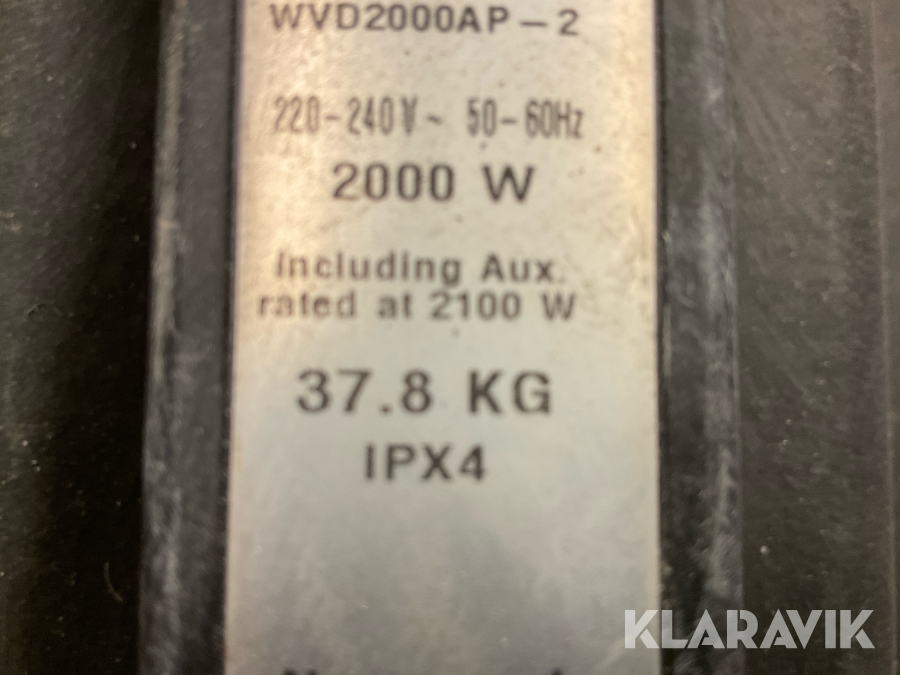 WVD2000AP-2
220-240V~ 50-60Hz
2000 W
Including Aux.
rated at 2100 W
37.8 KG
IPX4
KLARAVIK